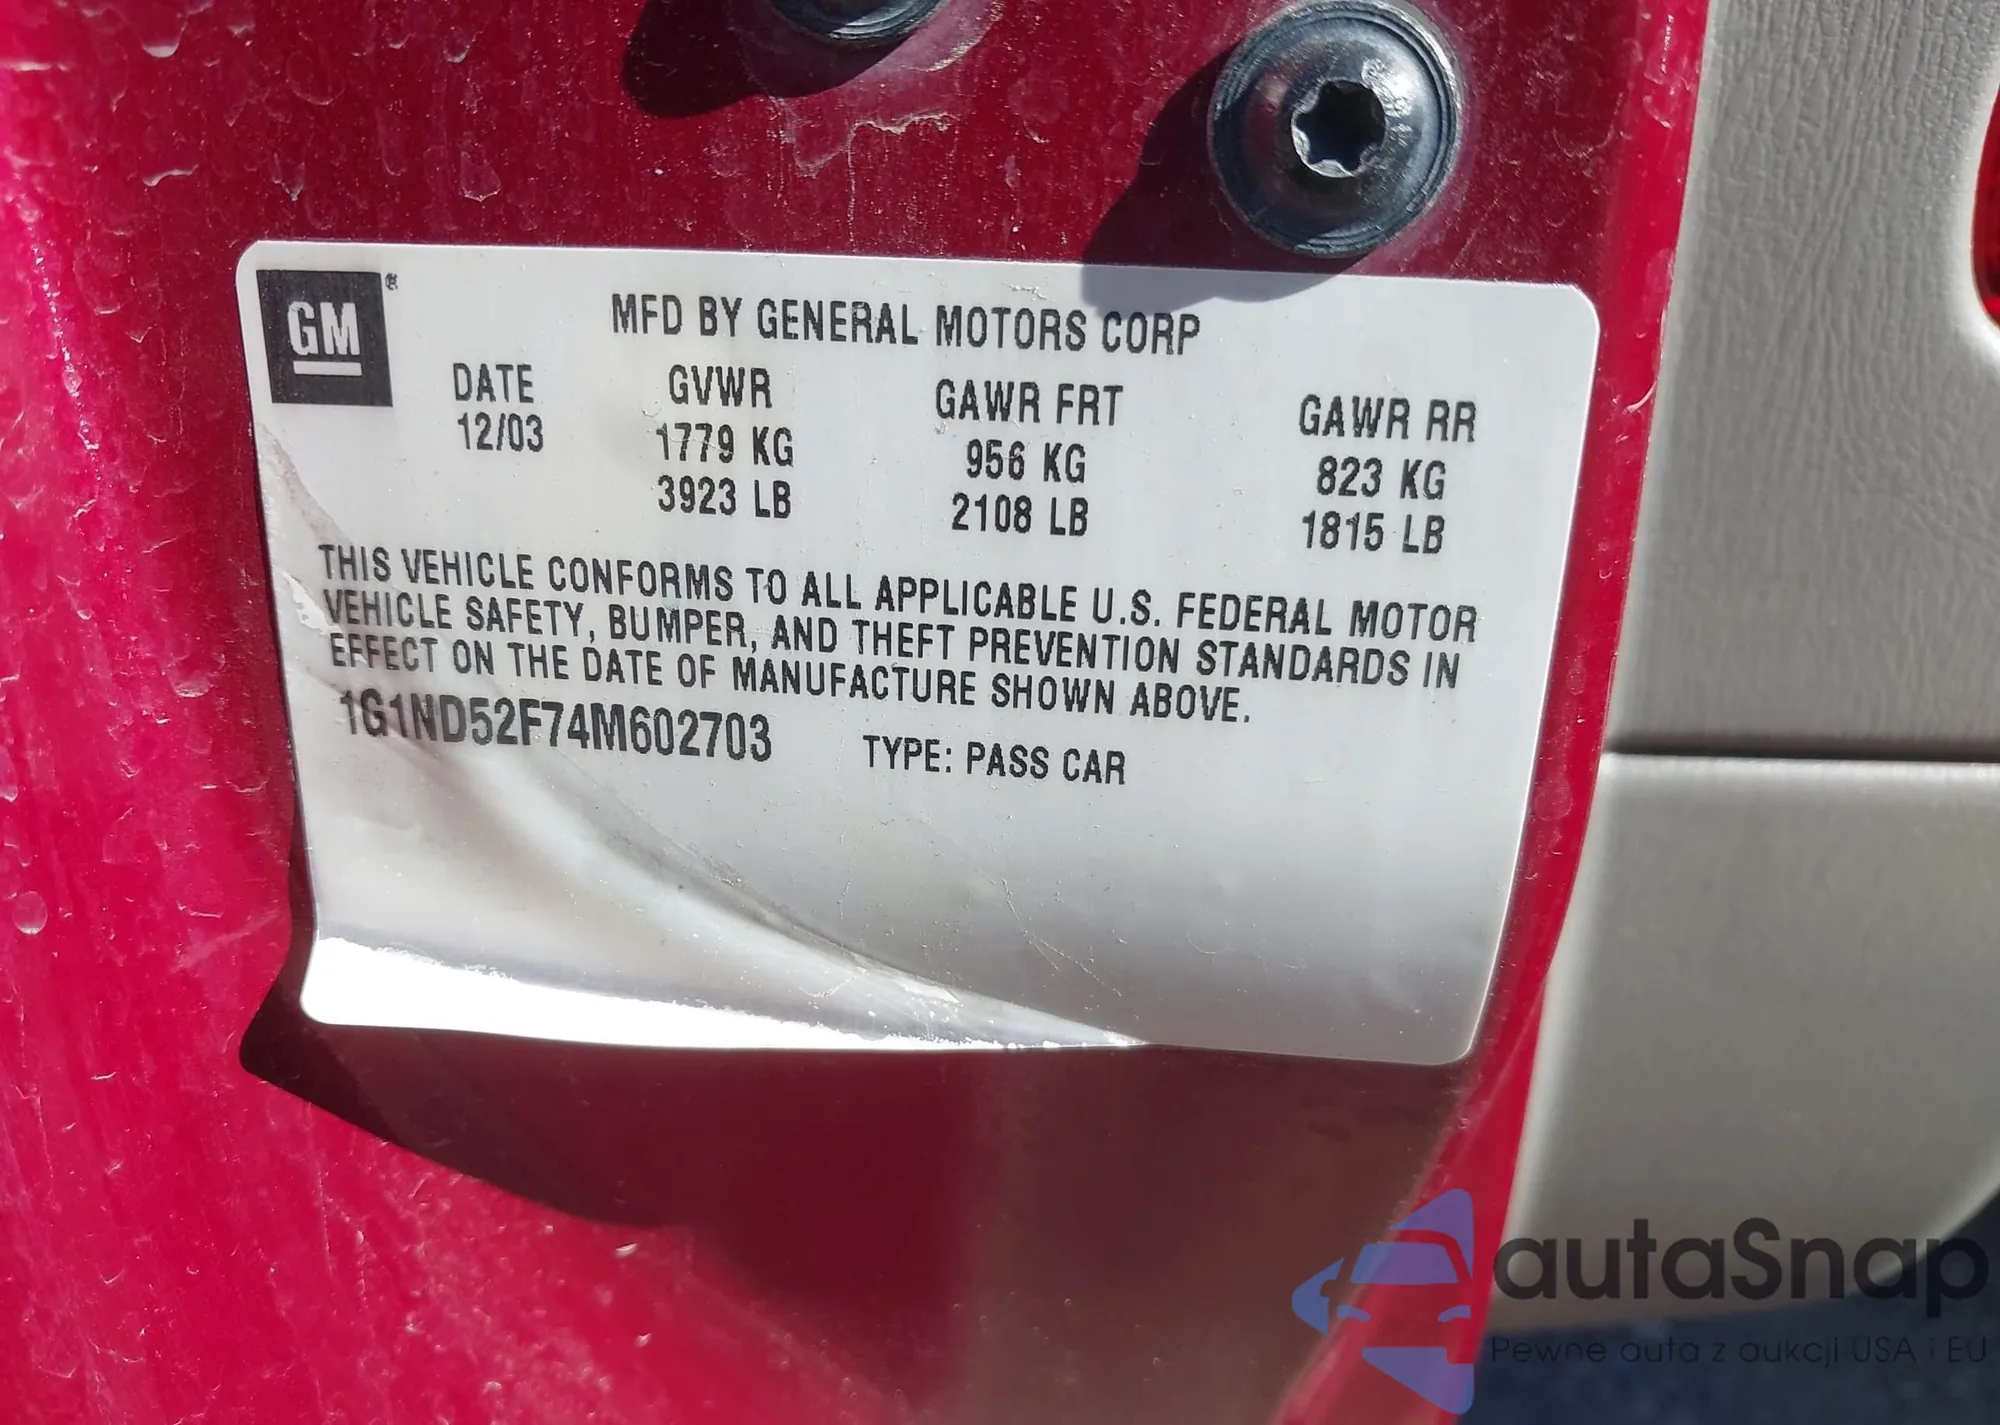 GM®
MFD BY GENERAL MOTORS CORP
DATE GVWR GAWR FRT GAWR RR
12/03 1779 KG 956 KG 823 KG
3923 LB 2108 LB 1815 LB
THIS VEHICLE CONFORMS TO ALL APPLICABLE U.S. FEDERAL MOTOR
VEHICLE SAFETY, BUMPER, AND THEFT PREVENTION STANDARDS IN
EFFECT ON THE DATE OF MANUFACTURE SHOWN ABOVE.
1G1ND52F74M602703 TYPE: PASS CAR
autaSnap
Pewne auta z aukcji USA i EU